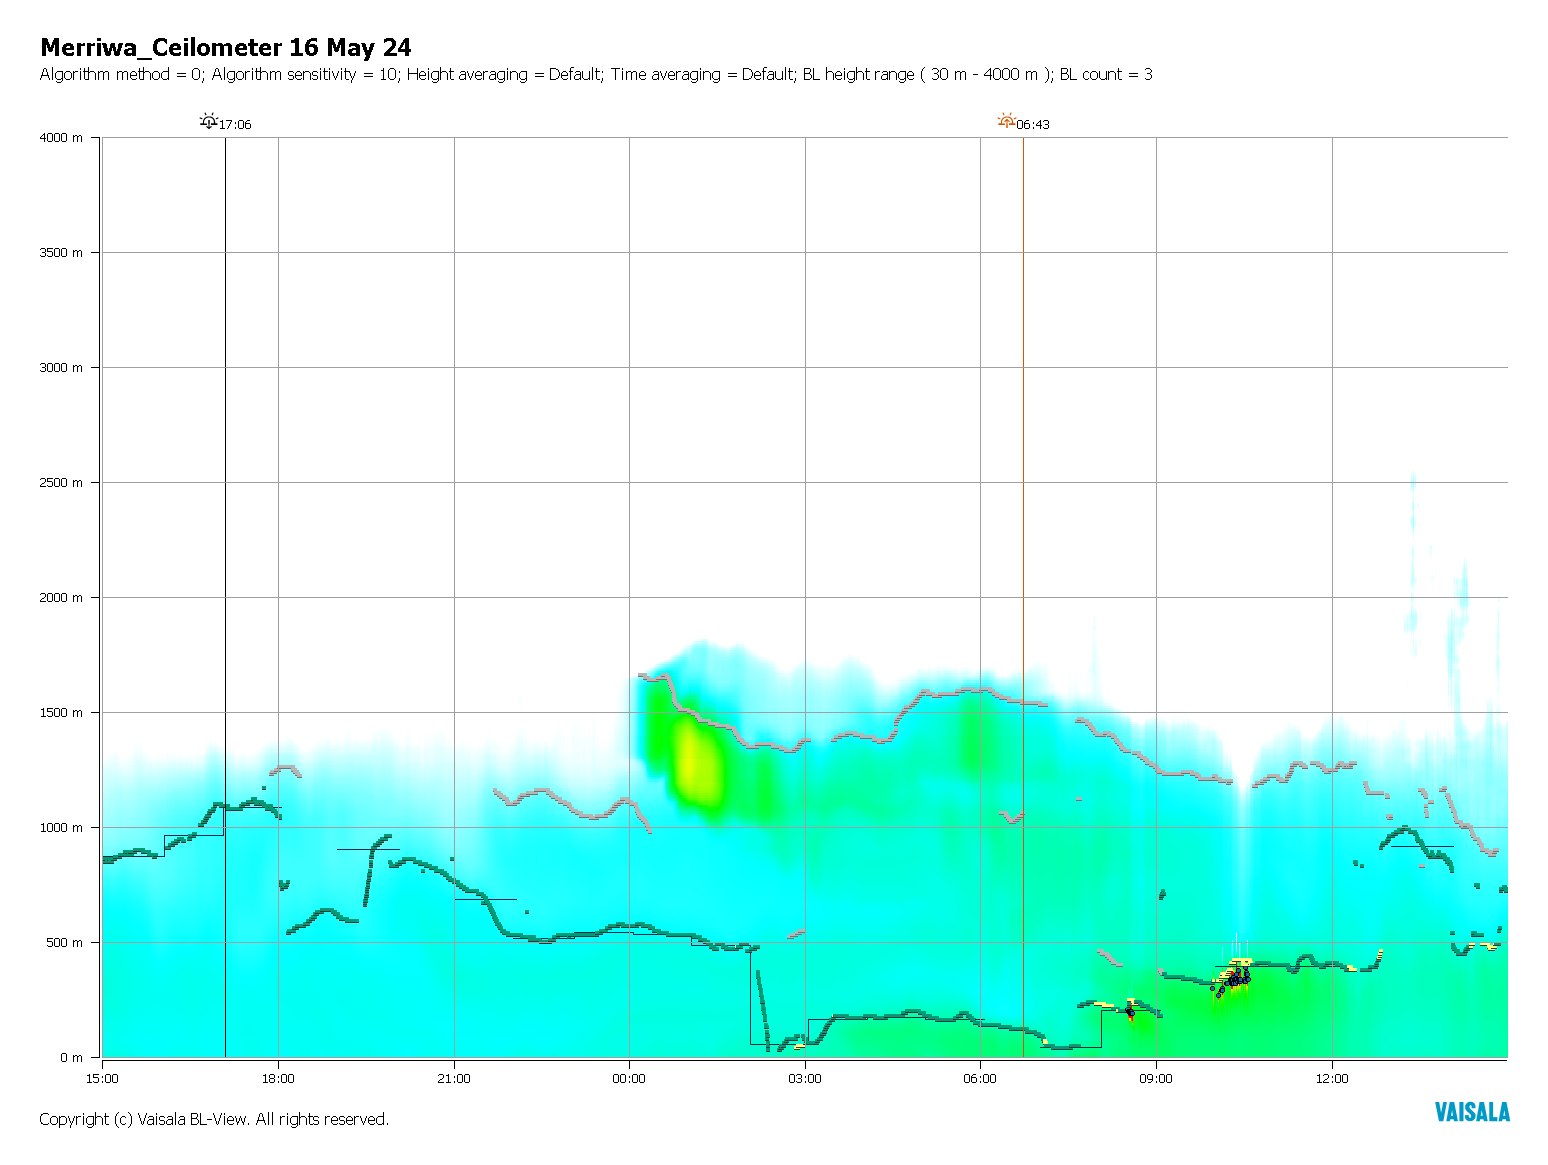 Merriwa_Ceilometer 16 May 24
Algorithm method = 0; Algorithm sensitivity = 10; Height averaging = Default; Time averaging = Default; BL height range ( 30 m - 4000 m ); BL count = 3
17:06
06:43
4000 m
3500 m
3000 m
2500 m
2000 m
1500 m
1000 m
500 m
0 m
15:00 18:00 21:00 00:00 03:00 06:00 09:00 12:00
Copyright (c) Vaisala BL-View. All rights reserved.
VAISALA